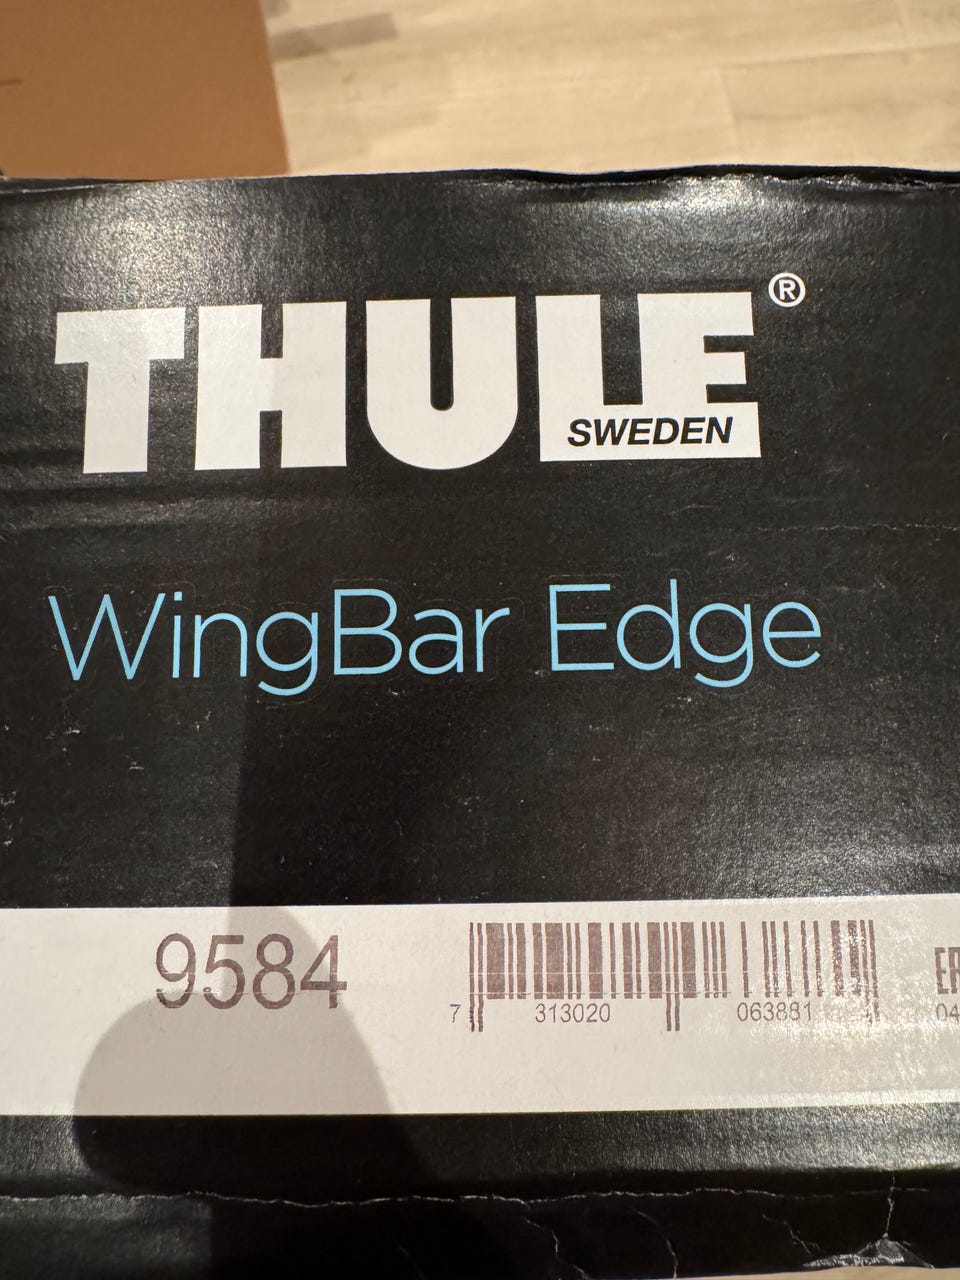 THULE®
SWEDEN
WingBar Edge
9584
7 313020 063881